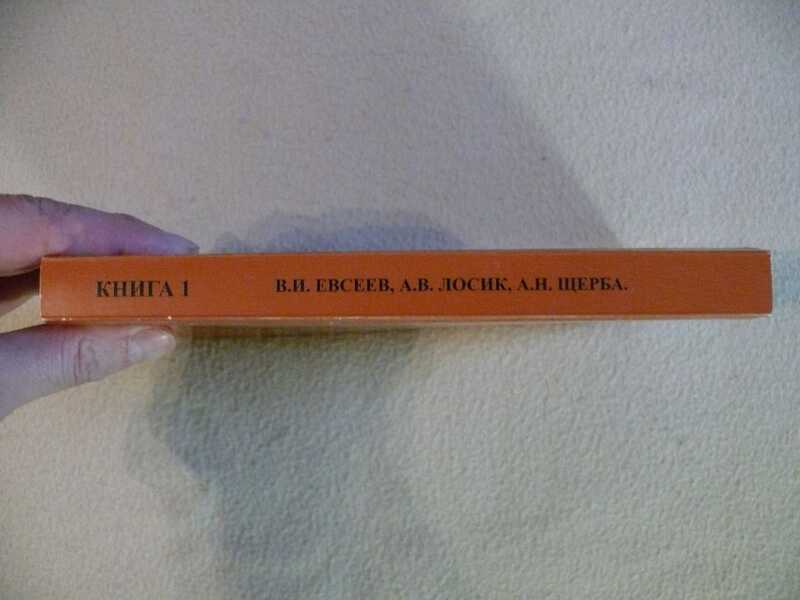 КНИГА 1 В.И. ЕВСЕЕВ, А.В. ЛОСИК, А.Н. ЩЕРБА.